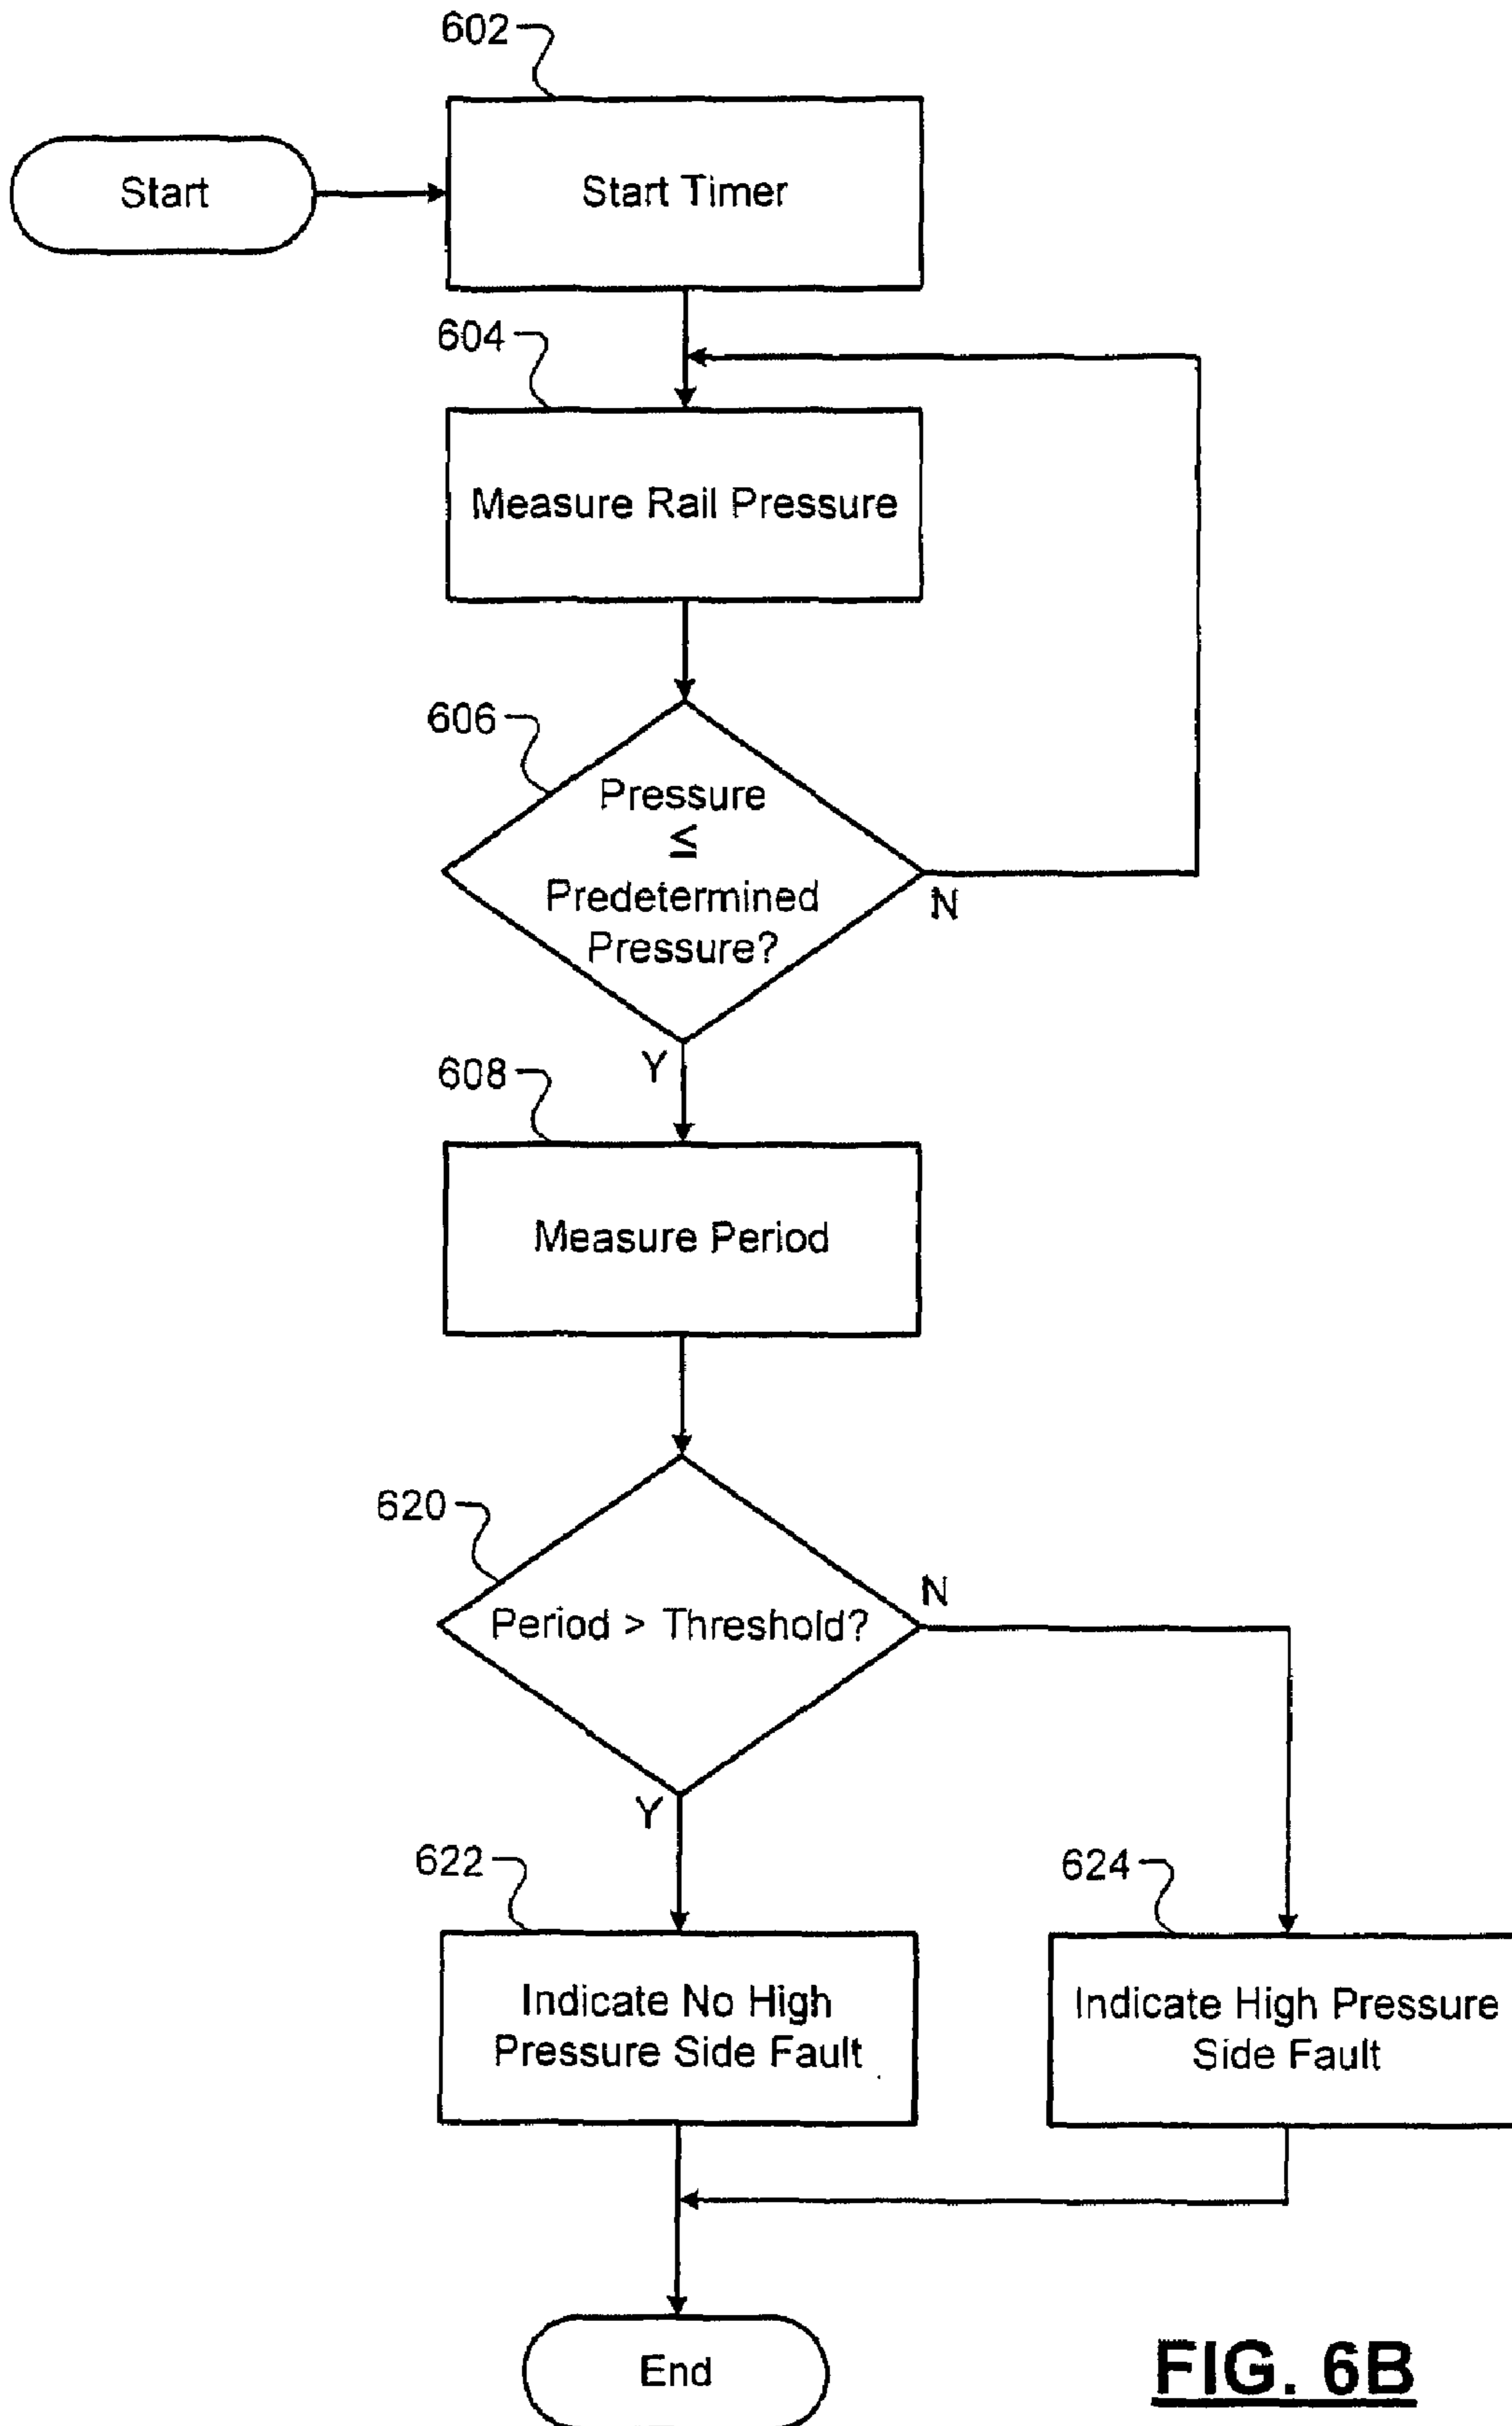 602
Start
Start Timer
604
Measure Rail Pressure
606
Pressure
≤
Predetermined
Pressure?
N
Y
608
Measure Period
620
Period > Threshold?
N
Y
622
Indicate No High
Pressure Side Fault
624
Indicate High Pressure
Side Fault
End
FIG. 6B